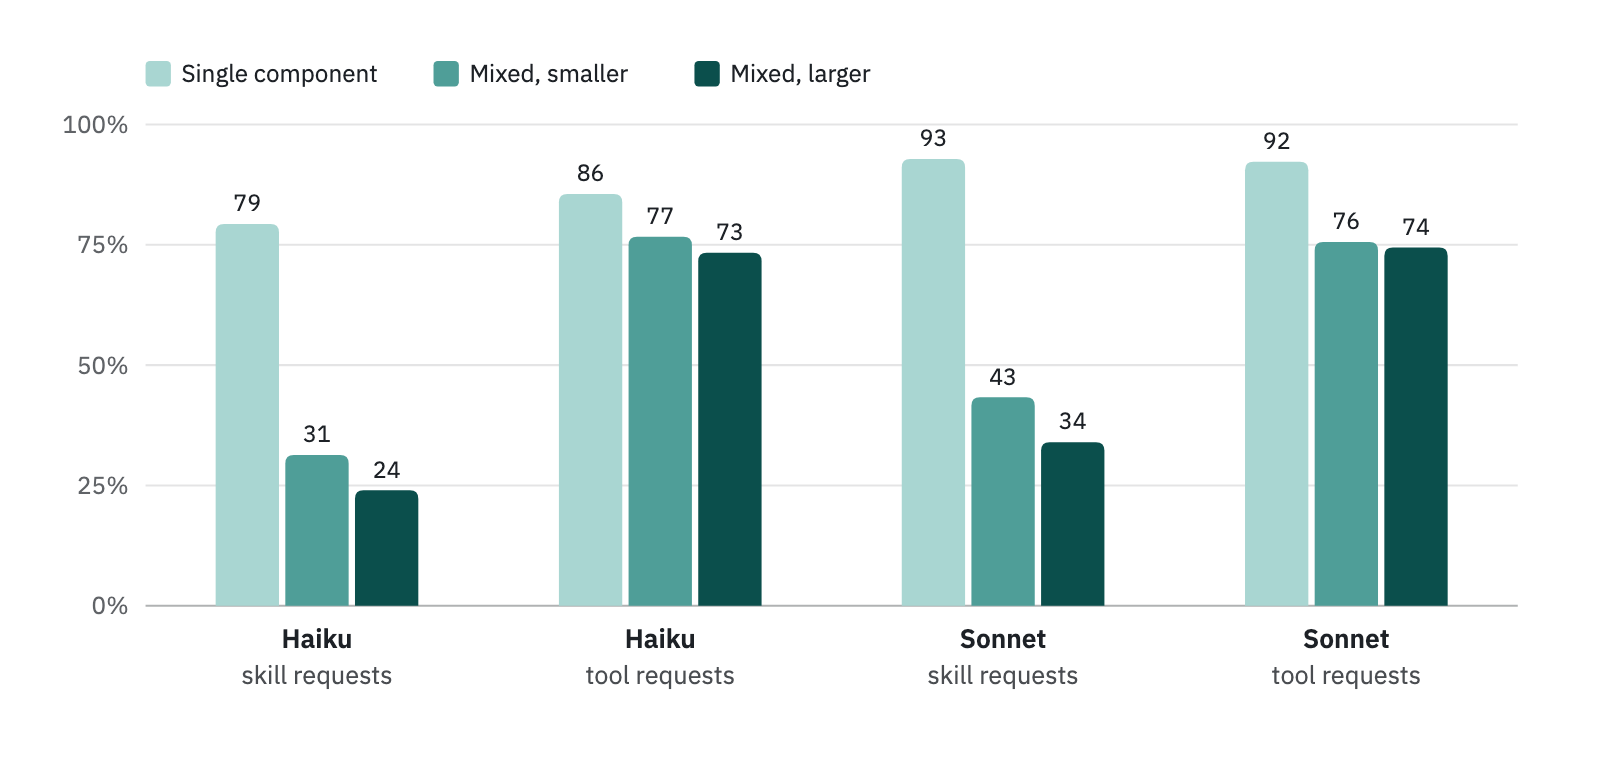 Single component Mixed, smaller Mixed, larger
100%
75%
50%
25%
0%
79 31 24 86 77 73 93 43 34 92 76 74
Haiku Haiku Sonnet Sonnet
skill requests tool requests skill requests tool requests